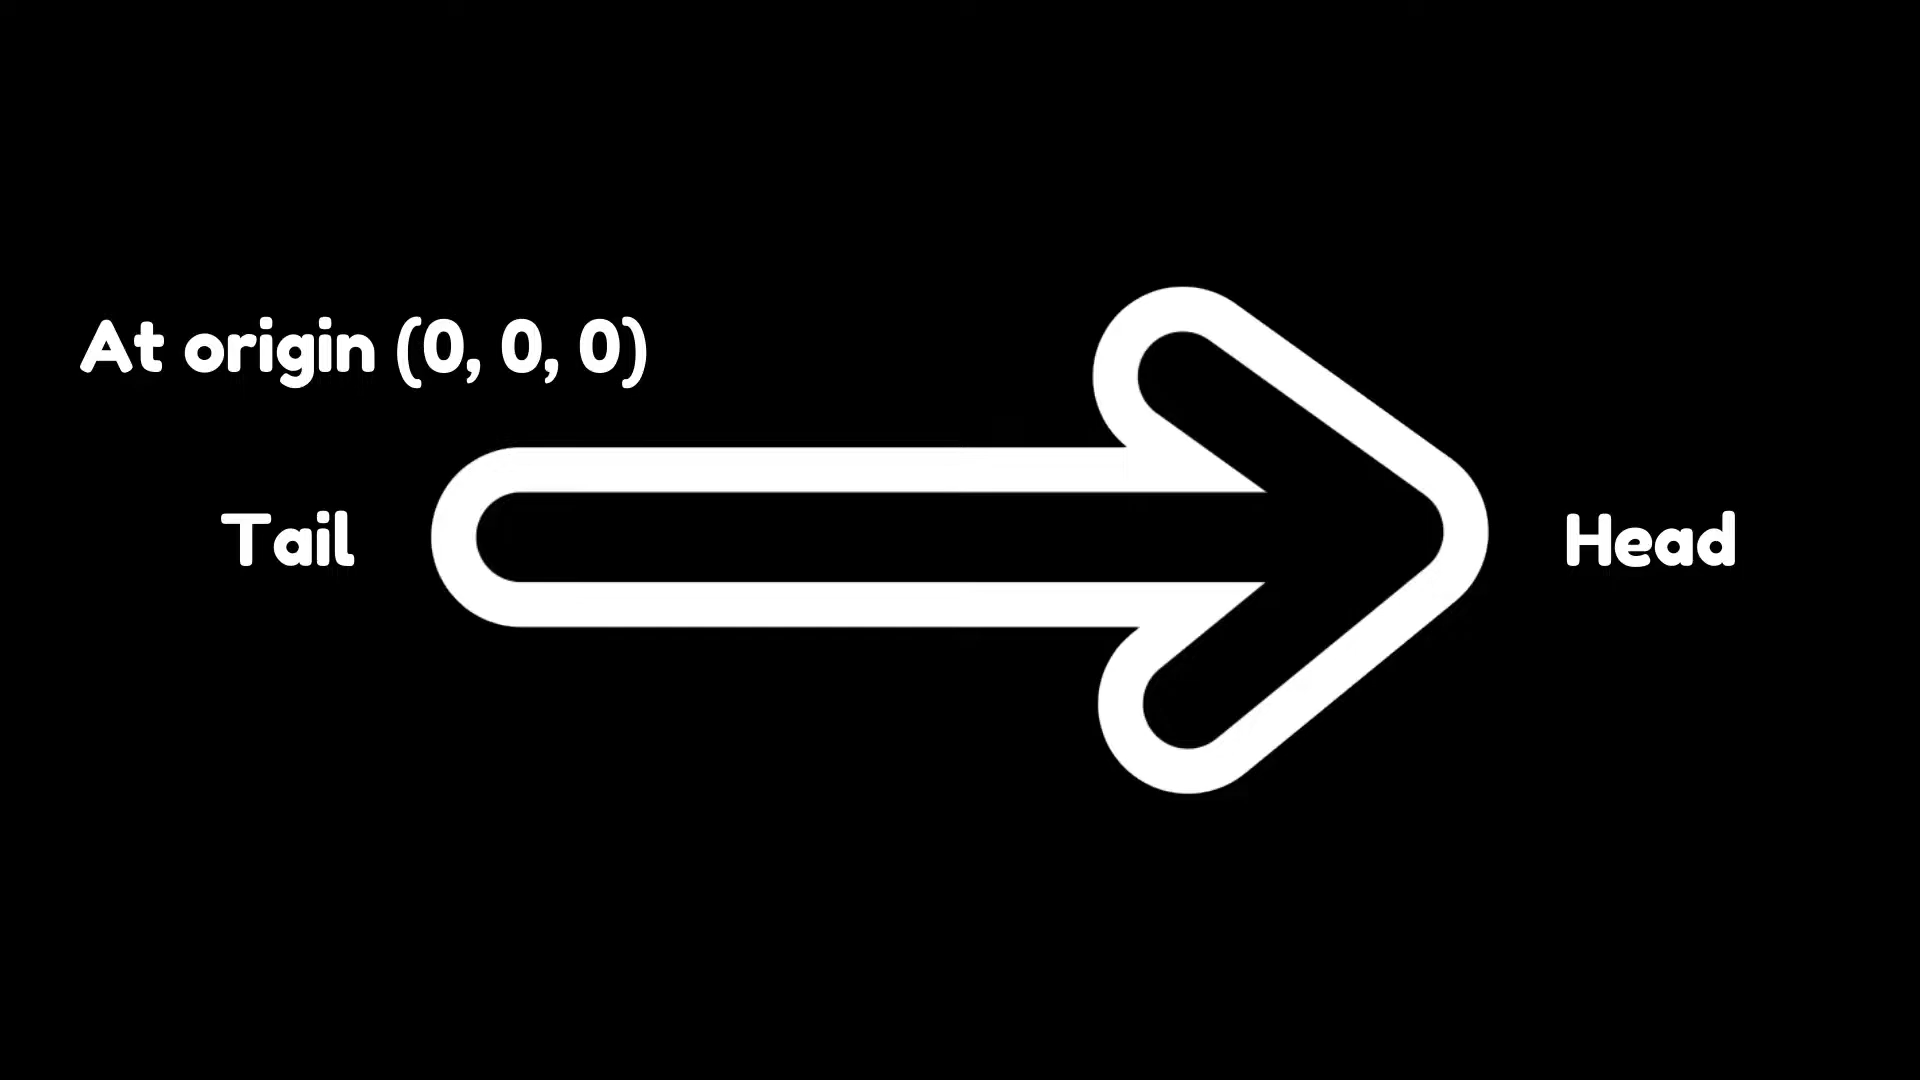 At origin (0, 0, 0)
Tail
Head